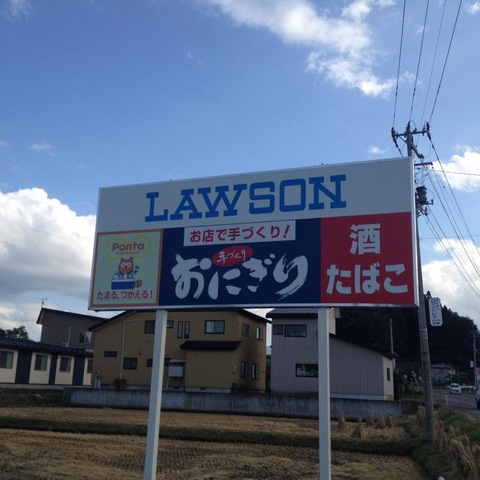 LAWSON
お店で手づくり!
Ponta
たまる、つかえる!
手づくり
おにぎり
酒
たばこ